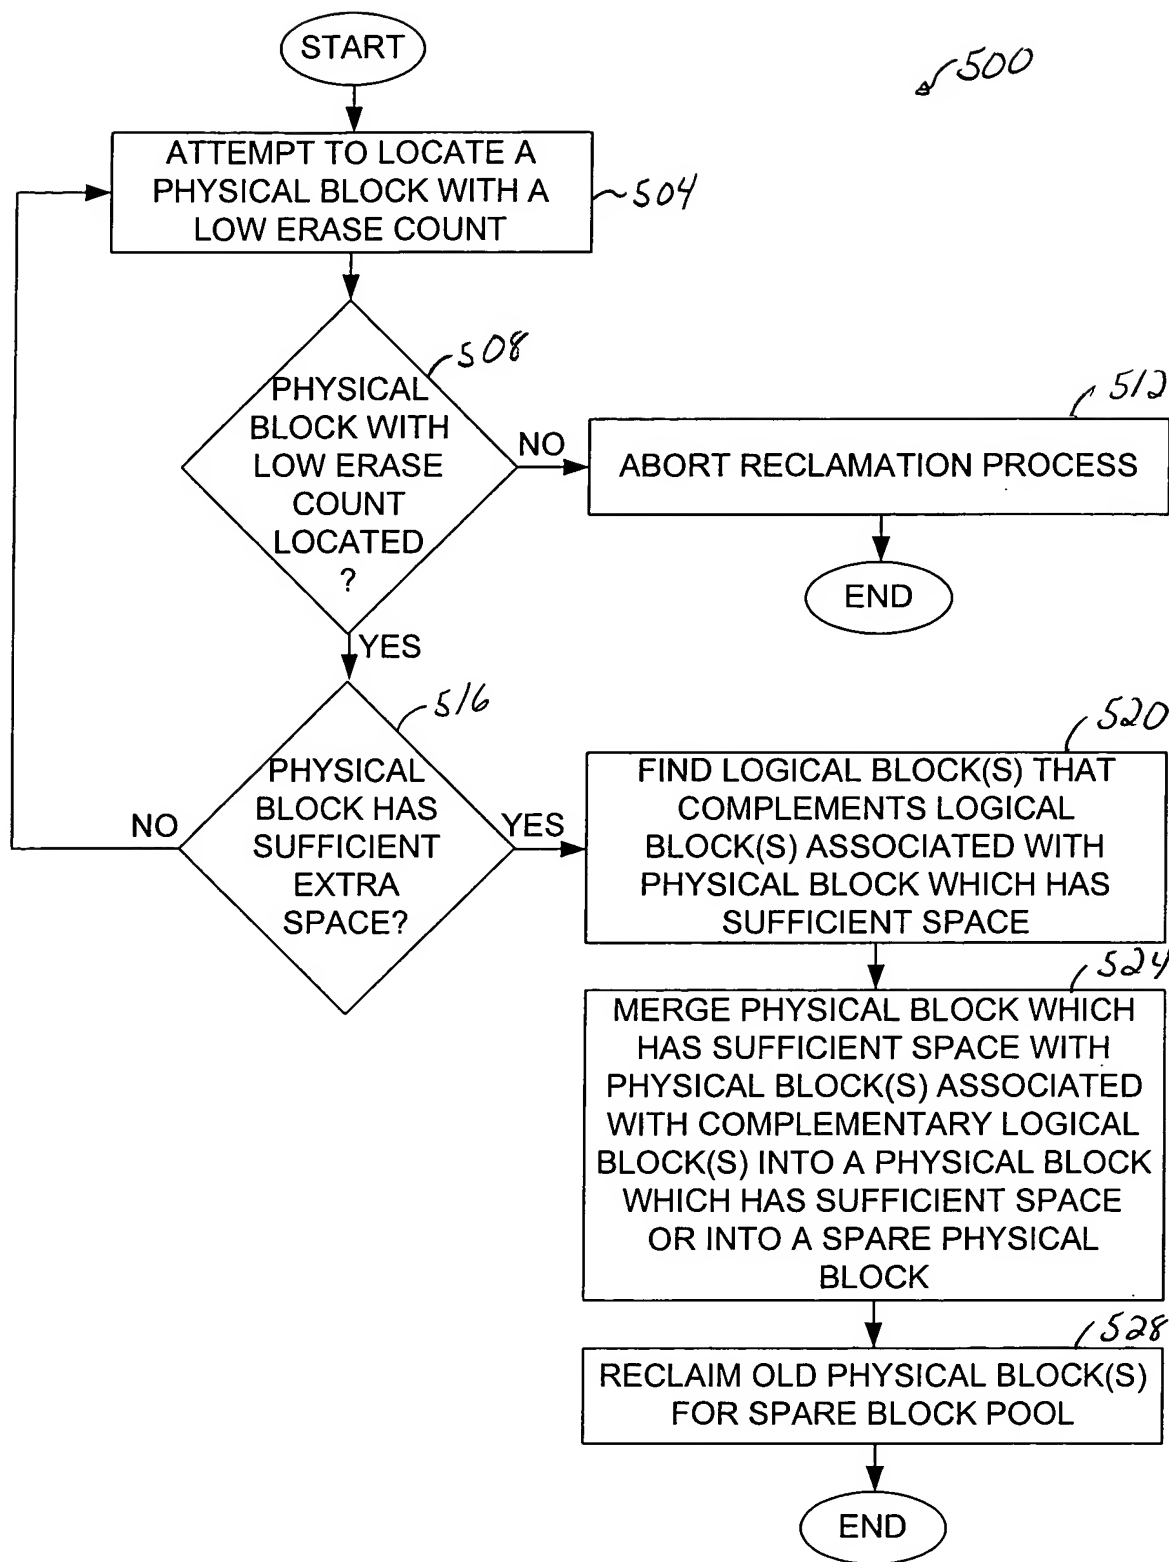 START
500
ATTEMPT TO LOCATE A
PHYSICAL BLOCK WITH A
LOW ERASE COUNT
504
508
PHYSICAL
BLOCK WITH
LOW ERASE
COUNT
LOCATED
?
NO
512
ABORT RECLAMATION PROCESS
END
YES
516
PHYSICAL
BLOCK HAS
SUFFICIENT
EXTRA
SPACE?
NO
YES
520
FIND LOGICAL BLOCK(S) THAT
COMPLEMENTS LOGICAL
BLOCK(S) ASSOCIATED WITH
PHYSICAL BLOCK WHICH HAS
SUFFICIENT SPACE
524
MERGE PHYSICAL BLOCK WHICH
HAS SUFFICIENT SPACE WITH
PHYSICAL BLOCK(S) ASSOCIATED
WITH COMPLEMENTARY LOGICAL
BLOCK(S) INTO A PHYSICAL BLOCK
WHICH HAS SUFFICIENT SPACE
OR INTO A SPARE PHYSICAL
BLOCK
528
RECLAIM OLD PHYSICAL BLOCK(S)
FOR SPARE BLOCK POOL
END